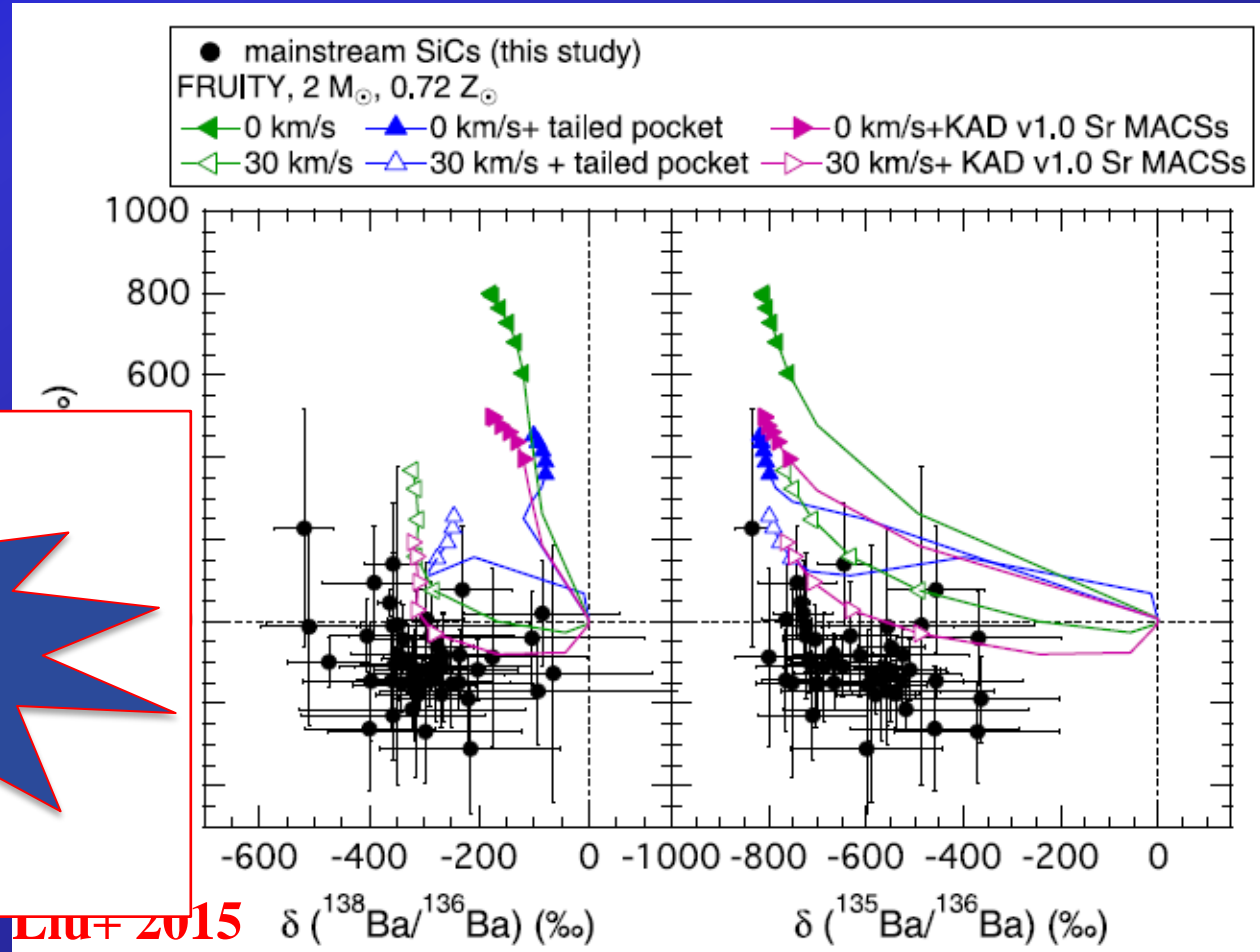 mainstream SiCs (this study)
FRUITY, 2 M☉, 0.72 Z☉
0 km/s 0 km/s+ tailed pocket 0 km/s+KAD v1.0 Sr MACSs
30 km/s 30 km/s + tailed pocket 30 km/s+ KAD v1.0 Sr MACSs
1000
800
600
-600 -400 -200 0 -1000 -800 -600 -400 -200 0
Liu+ 2015 δ (¹³⁸Ba/¹³⁶Ba) (‰) δ (¹³⁵Ba/¹³⁶Ba) (‰)